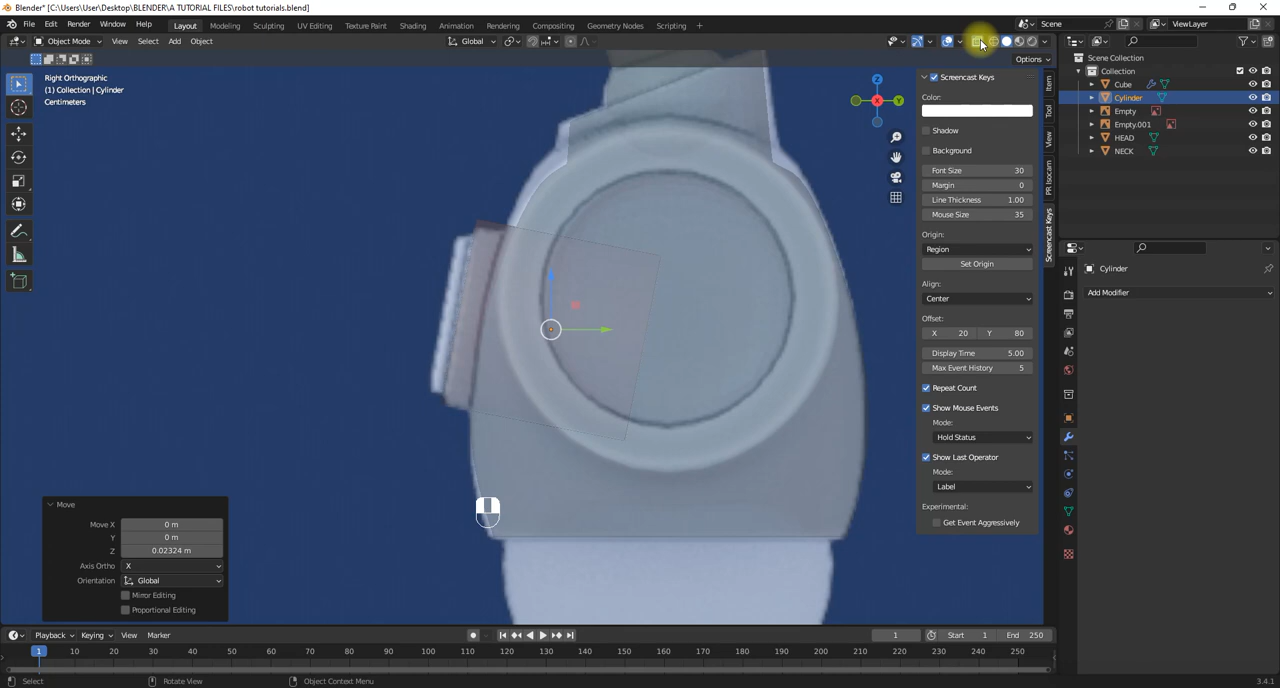 Blender* [C:\Users\User\Desktop\BLENDER\A TUTORIAL FILES\robot tutorials.blend]
File Edit Render Window Help Layout Modeling Sculpting UV Editing Texture Paint Shading Animation Rendering Compositing Geometry Nodes Scripting + Scene ViewLayer
Object Mode View Select Add Object Global
Options
Right Orthographic
(1) Collection | Cylinder
Centimeters
Z
X
Y
Screencast Keys
Color:
Shadow
Background
Font Size 30
Margin 0
Line Thickness 1.00
Mouse Size 35
Origin:
Region
Set Origin
Align:
Center
Offset:
X 20 Y 80
Display Time 5.00
Max Event History 5
Repeat Count
Show Mouse Events
Mode:
Hold Status
Show Last Operator
Mode:
Label
Experimental:
Get Event Aggressively
Item
Tool
View
PR Isocam
Screencast Keys
Scene Collection
Collection
Cube
Cylinder
Empty
Empty.001
HEAD
NECK
Cylinder
Add Modifier
Move
Move X 0 m
Y 0 m
Z 0.02324 m
Axis Ortho X
Orientation Global
Mirror Editing
Proportional Editing
Playback Keying View Marker 1 Start 1 End 250
1 10 20 30 40 50 60 70 80 90 100 110 120 130 140 150 160 170 180 190 200 210 220 230 240 250
Select Rotate View Object Context Menu 3.4.1